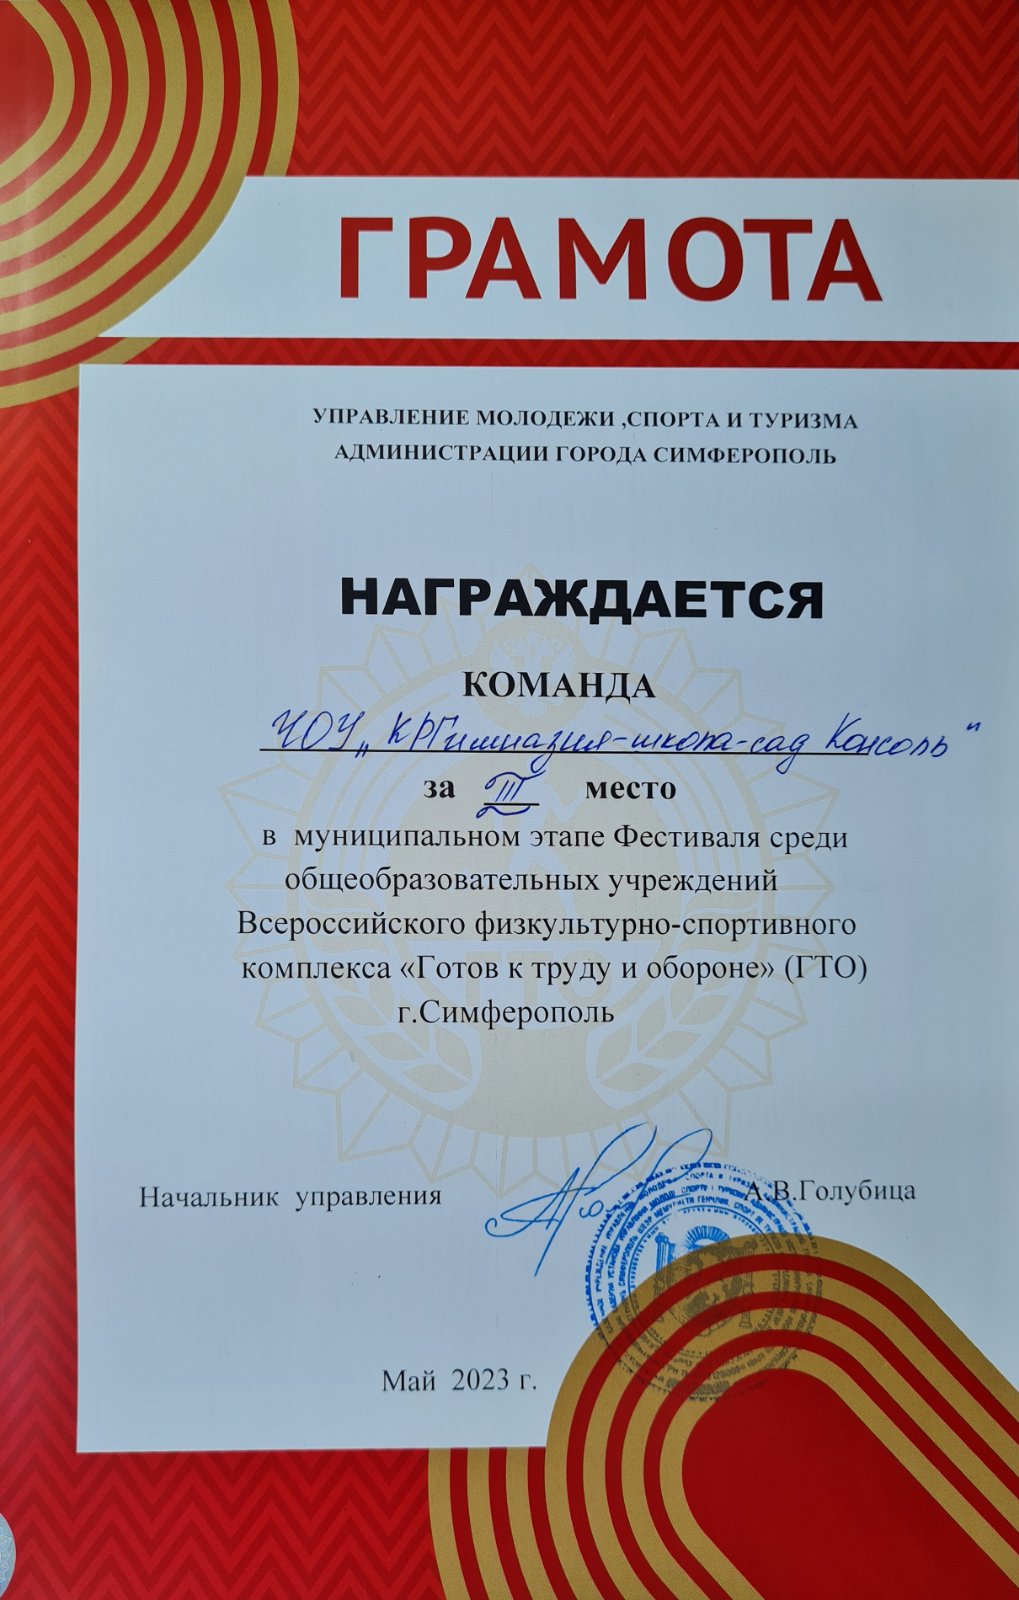 ГРАМОТА
УПРАВЛЕНИЕ МОЛОДЕЖИ ,СПОРТА И ТУРИЗМА
АДМИНИСТРАЦИИ ГОРОДА СИМФЕРОПОЛЬ
НАГРАЖДАЕТСЯ
КОМАНДА
ЧОУ „КРГимназия-школа-сад Консоль"
за III место
в муниципальном этапе Фестиваля среди
общеобразовательных учреждений
Всероссийского физкультурно-спортивного
комплекса «Готов к труду и обороне» (ГТО)
г.Симферополь
Начальник управления А.В.Голубица
Май 2023 г.